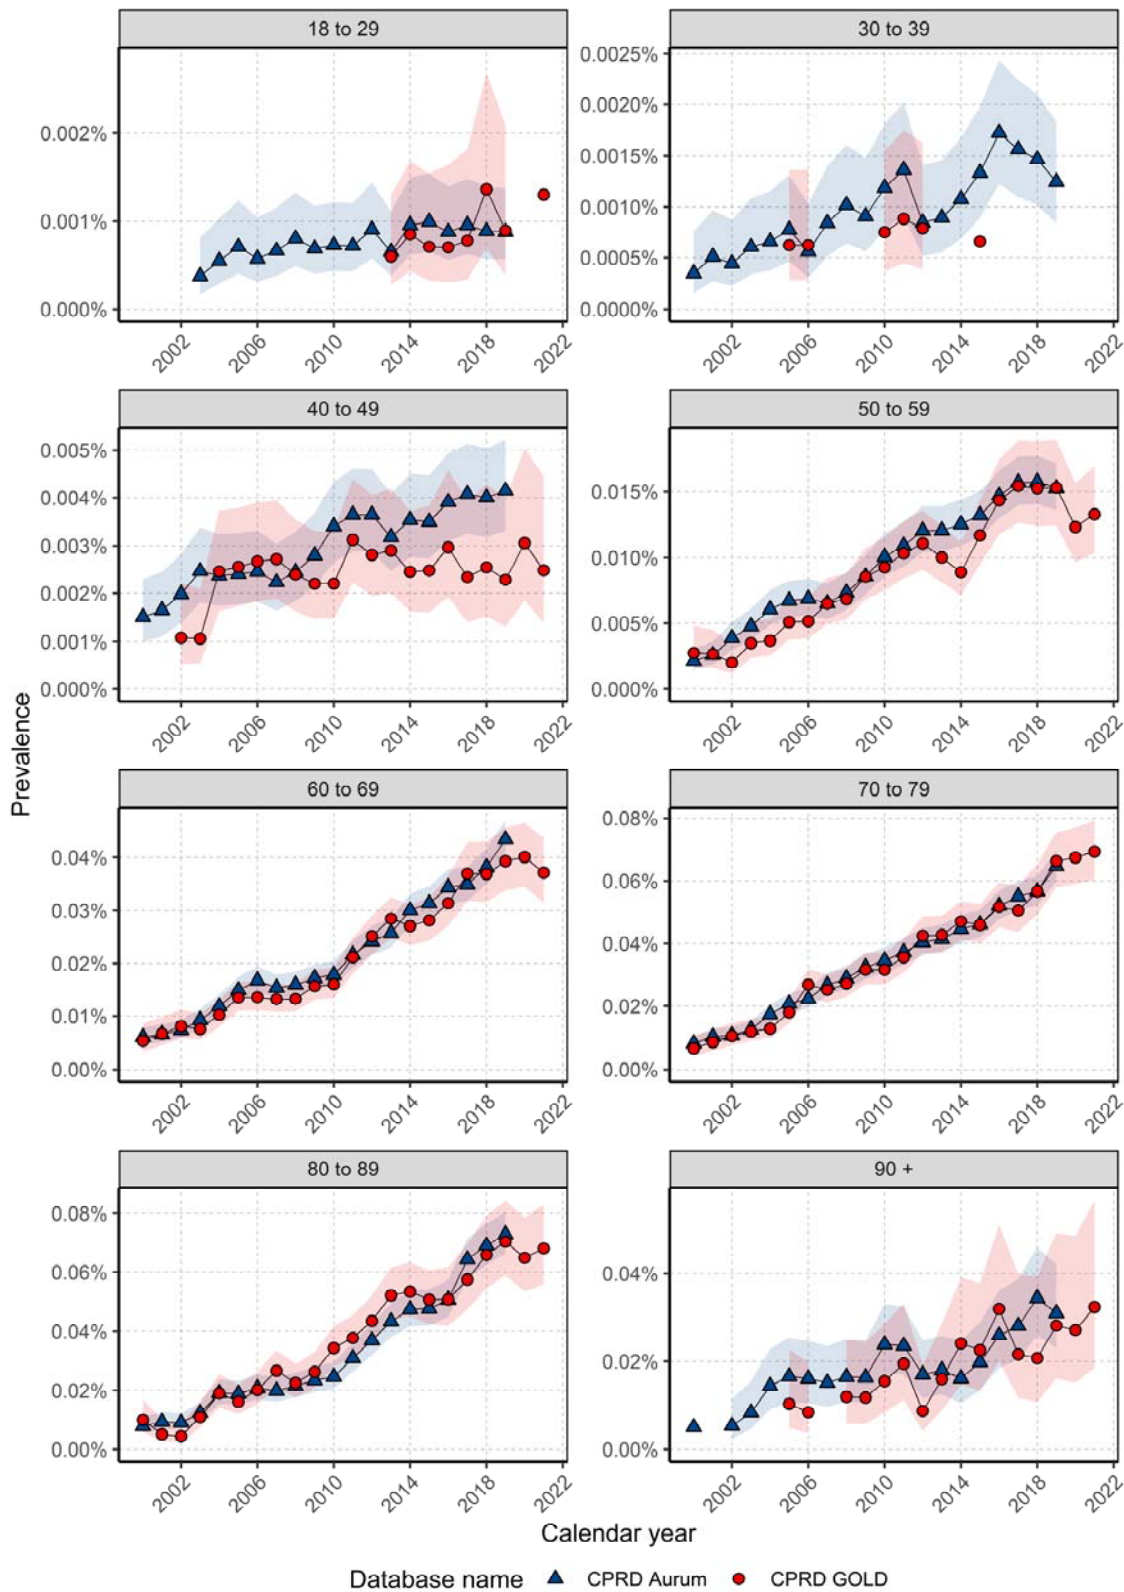 18 to 29
0.002%
0.001%
0.000%
2002 2006 2010 2014 2018 2022
30 to 39
0.0025%
0.0020%
0.0015%
0.0010%
0.0005%
0.0000%
2002 2006 2010 2014 2018 2022
40 to 49
0.005%
0.004%
0.003%
0.002%
0.001%
0.000%
2002 2006 2010 2014 2018 2022
50 to 59
0.015%
0.010%
0.005%
0.000%
2002 2006 2010 2014 2018 2022
Prevalence
60 to 69
0.04%
0.03%
0.02%
0.01%
0.00%
2002 2006 2010 2014 2018 2022
70 to 79
0.08%
0.06%
0.04%
0.02%
0.00%
2002 2006 2010 2014 2018 2022
80 to 89
0.08%
0.06%
0.04%
0.02%
0.00%
2002 2006 2010 2014 2018 2022
90 +
0.04%
0.02%
0.00%
2002 2006 2010 2014 2018 2022
Calendar year
Database name CPRD Aurum CPRD GOLD